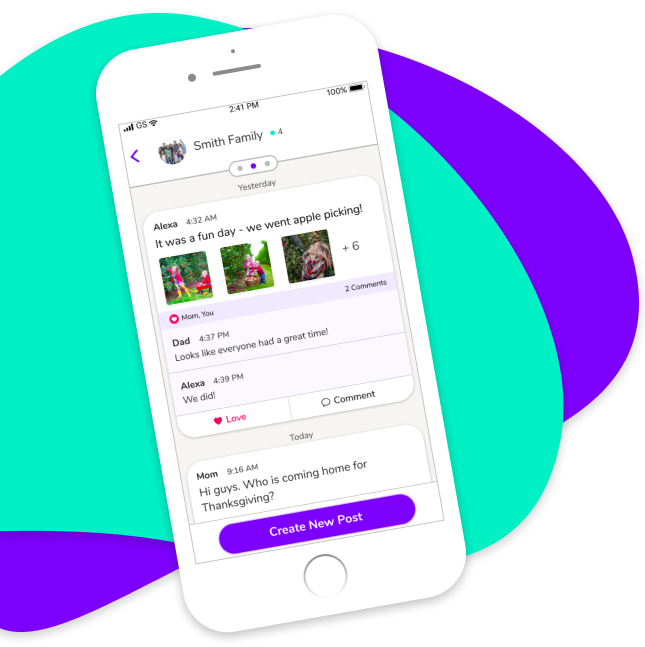 GS
2:41 PM
100%
Smith Family
4
Yesterday
Alexa 4:32 AM
It was a fun day - we went apple picking!
+ 6
Mom, You
2 Comments
Dad 4:37 PM
Looks like everyone had a great time!
Alexa 4:39 PM
We did!
Love
Comment
Today
Mom 9:16 AM
Hi guys. Who is coming home for
Thanksgiving?
Create New Post